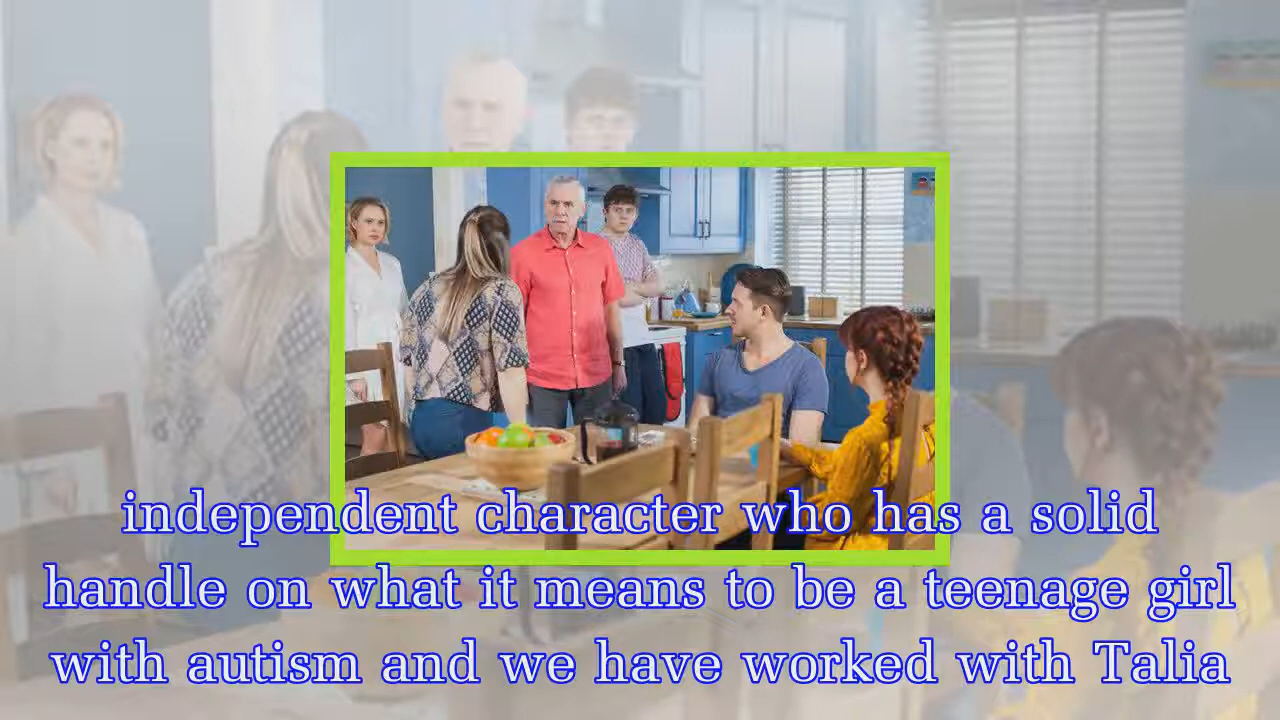 independent character who has a solid
handle on what it means to be a teenage girl
with autism and we have worked with Talia